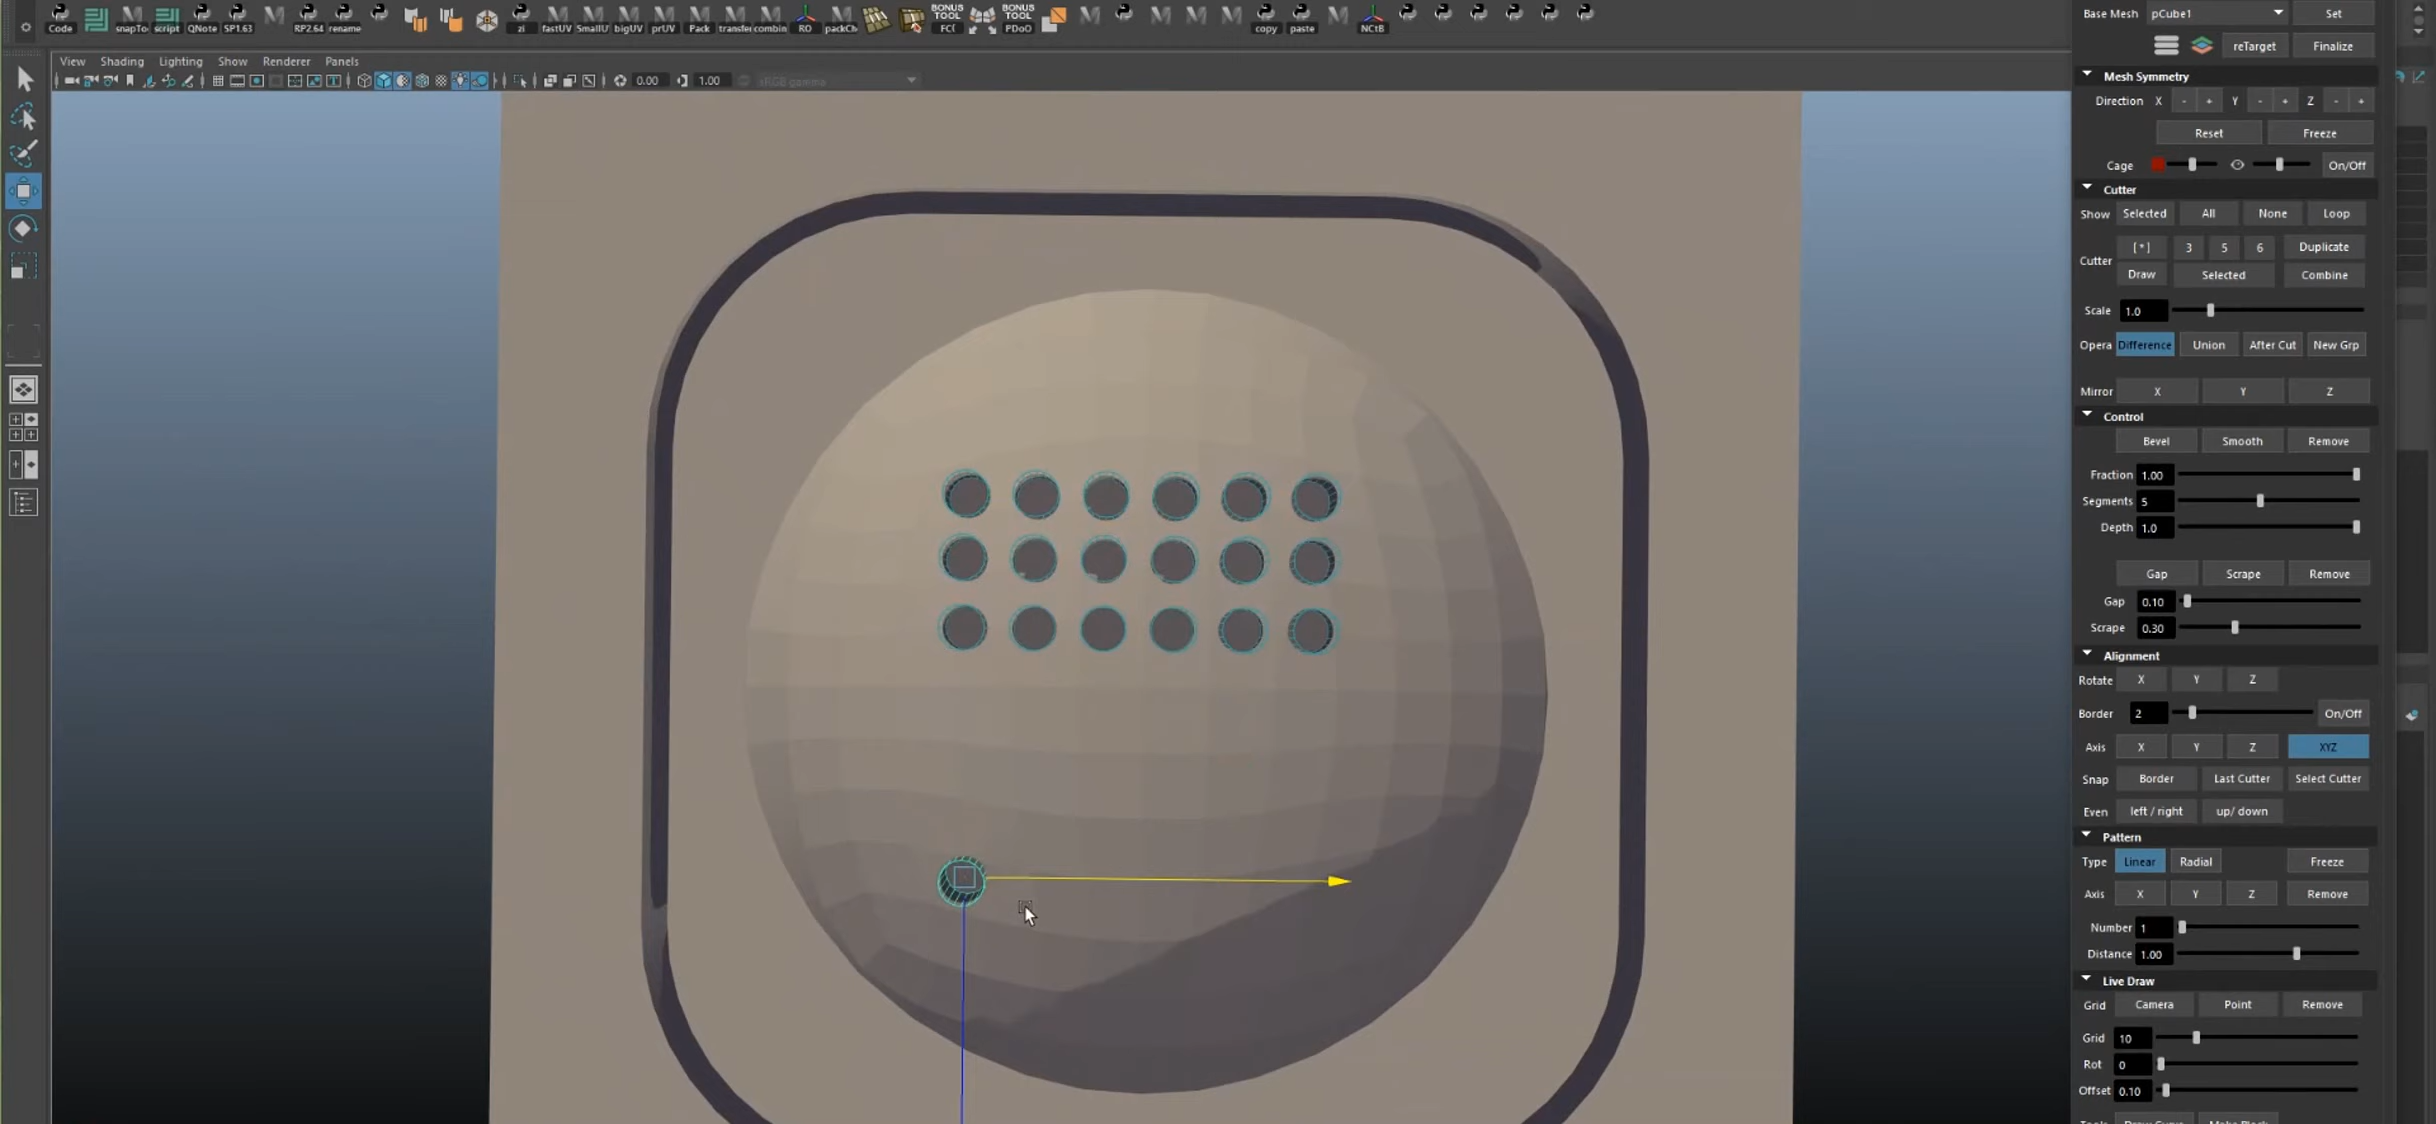 BONUS TOOL BONUS TOOL
Code snapTo script QNote SP1.63 RP2.64 rename zi fastUV SmallU bigUV prUV Pack transfe combin RO packCh FC( PDoO copy paste NCtB
View Shading Lighting Show Renderer Panels
0.00 1.00 sRGB gamma
Base Mesh pCube1 Set
reTarget Finalize
Mesh Symmetry
Direction X - + Y - + Z - +
Reset Freeze
Cage On/Off
Cutter
Show Selected All None Loop
Cutter [*] 3 5 6 Duplicate
Draw Selected Combine
Scale 1.0
Opera Difference Union After Cut New Grp
Mirror X Y Z
Control
Bevel Smooth Remove
Fraction 1.00
Segments 5
Depth 1.0
Gap Scrape Remove
Gap 0.10
Scrape 0.30
Alignment
Rotate X Y Z
Border 2 On/Off
Axis X Y Z XYZ
Snap Border Last Cutter Select Cutter
Even left / right up/ down
Pattern
Type Linear Radial Freeze
Axis X Y Z Remove
Number 1
Distance 1.00
Live Draw
Grid Camera Point Remove
Grid 10
Rot 0
Offset 0.10